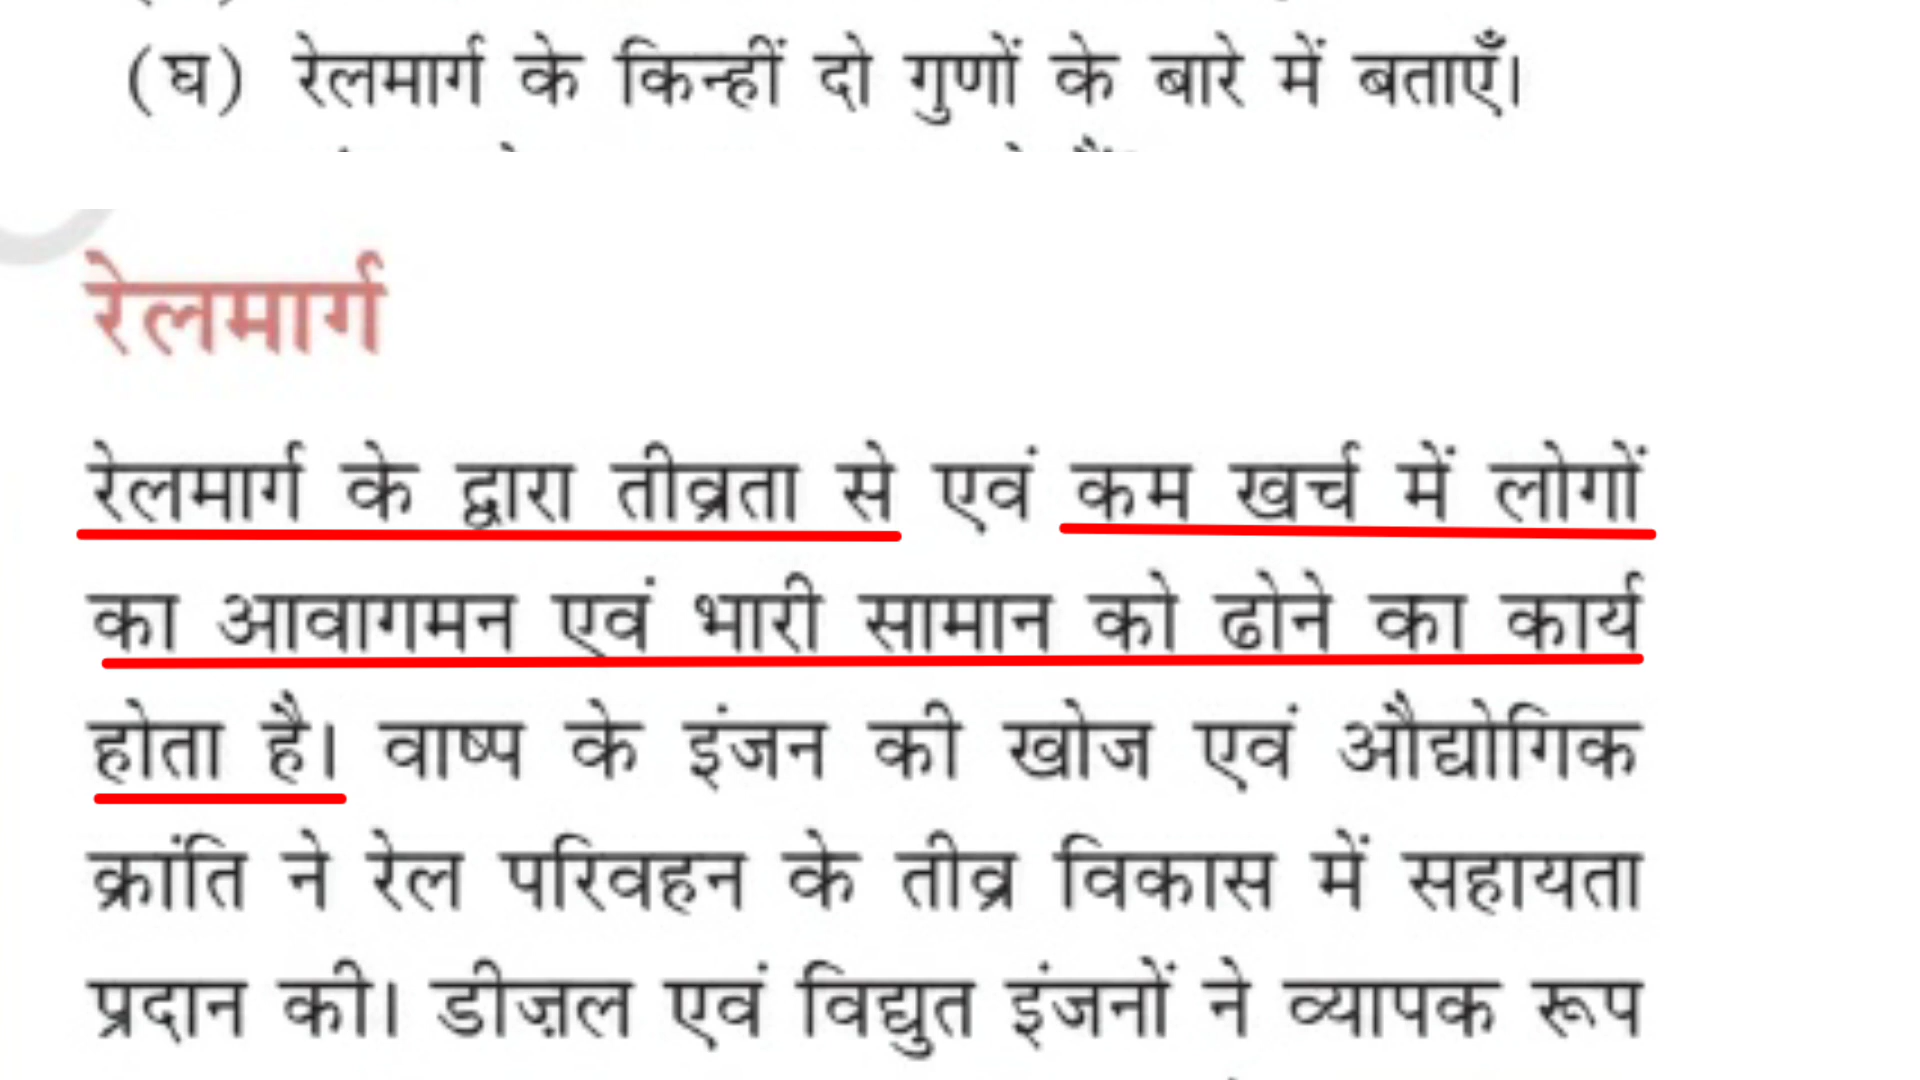 (घ) रेलमार्ग के किन्हीं दो गुणों के बारे में बताएँ।
रेलमार्ग
रेलमार्ग के द्वारा तीव्रता से एवं कम खर्च में लोगों
का आवागमन एवं भारी सामान को ढोने का कार्य
होता है। वाष्प के इंजन की खोज एवं औद्योगिक
क्रांति ने रेल परिवहन के तीव्र विकास में सहायता
प्रदान की। डीज़ल एवं विद्युत इंजनों ने व्यापक रूप